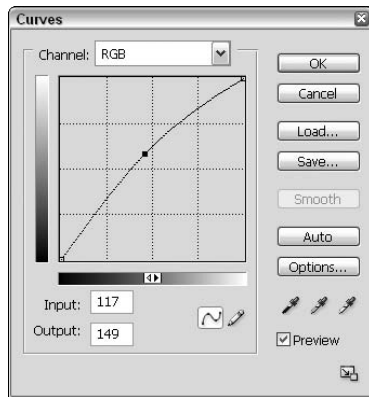 Curves
Channel: RGB
OK
Cancel
Load...
Save...
Smooth
Auto
Options...
Input: 117
Output: 149
Preview